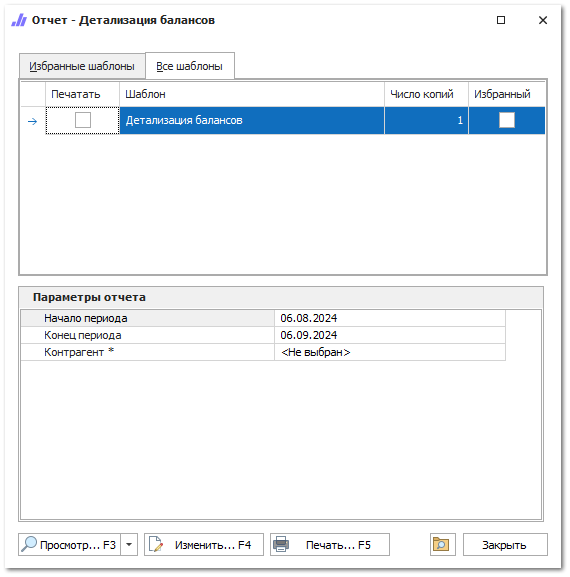 Отчет - Детализация балансов
Избранные шаблоны Все шаблоны
Печатать Шаблон Число копий Избранный
Детализация балансов 1
Параметры отчета
Начало периода 06.08.2024
Конец периода 06.09.2024
Контрагент * <Не выбран>
Просмотр... F3 Изменить... F4 Печать... F5 Закрыть